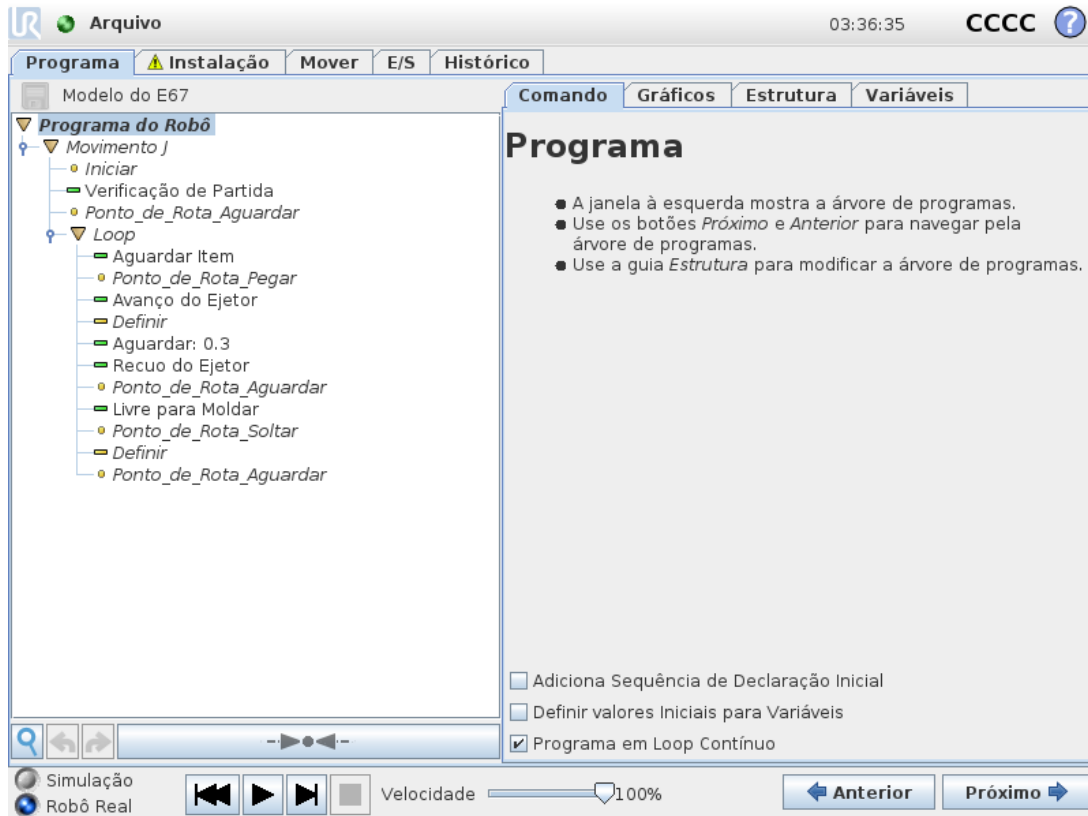 UR Arquivo 03:36:35 CCCC ?
Programa Instalação Mover E/S Histórico
Modelo do E67
Comando Gráficos Estrutura Variáveis
Programa do Robô
Movimento J
Iniciar
Verificação de Partida
Ponto_de_Rota_Aguardar
Loop
Aguardar Item
Ponto_de_Rota_Pegar
Avanço do Ejetor
Definir
Aguardar: 0.3
Recuo do Ejetor
Ponto_de_Rota_Aguardar
Livre para Moldar
Ponto_de_Rota_Soltar
Definir
Ponto_de_Rota_Aguardar
Programa
A janela à esquerda mostra a árvore de programas.
Use os botões Próximo e Anterior para navegar pela
árvore de programas.
Use a guia Estrutura para modificar a árvore de programas.
Adiciona Sequência de Declaração Inicial
Definir valores Iniciais para Variáveis
Programa em Loop Contínuo
Simulação
Robô Real
Velocidade 100%
Anterior Próximo